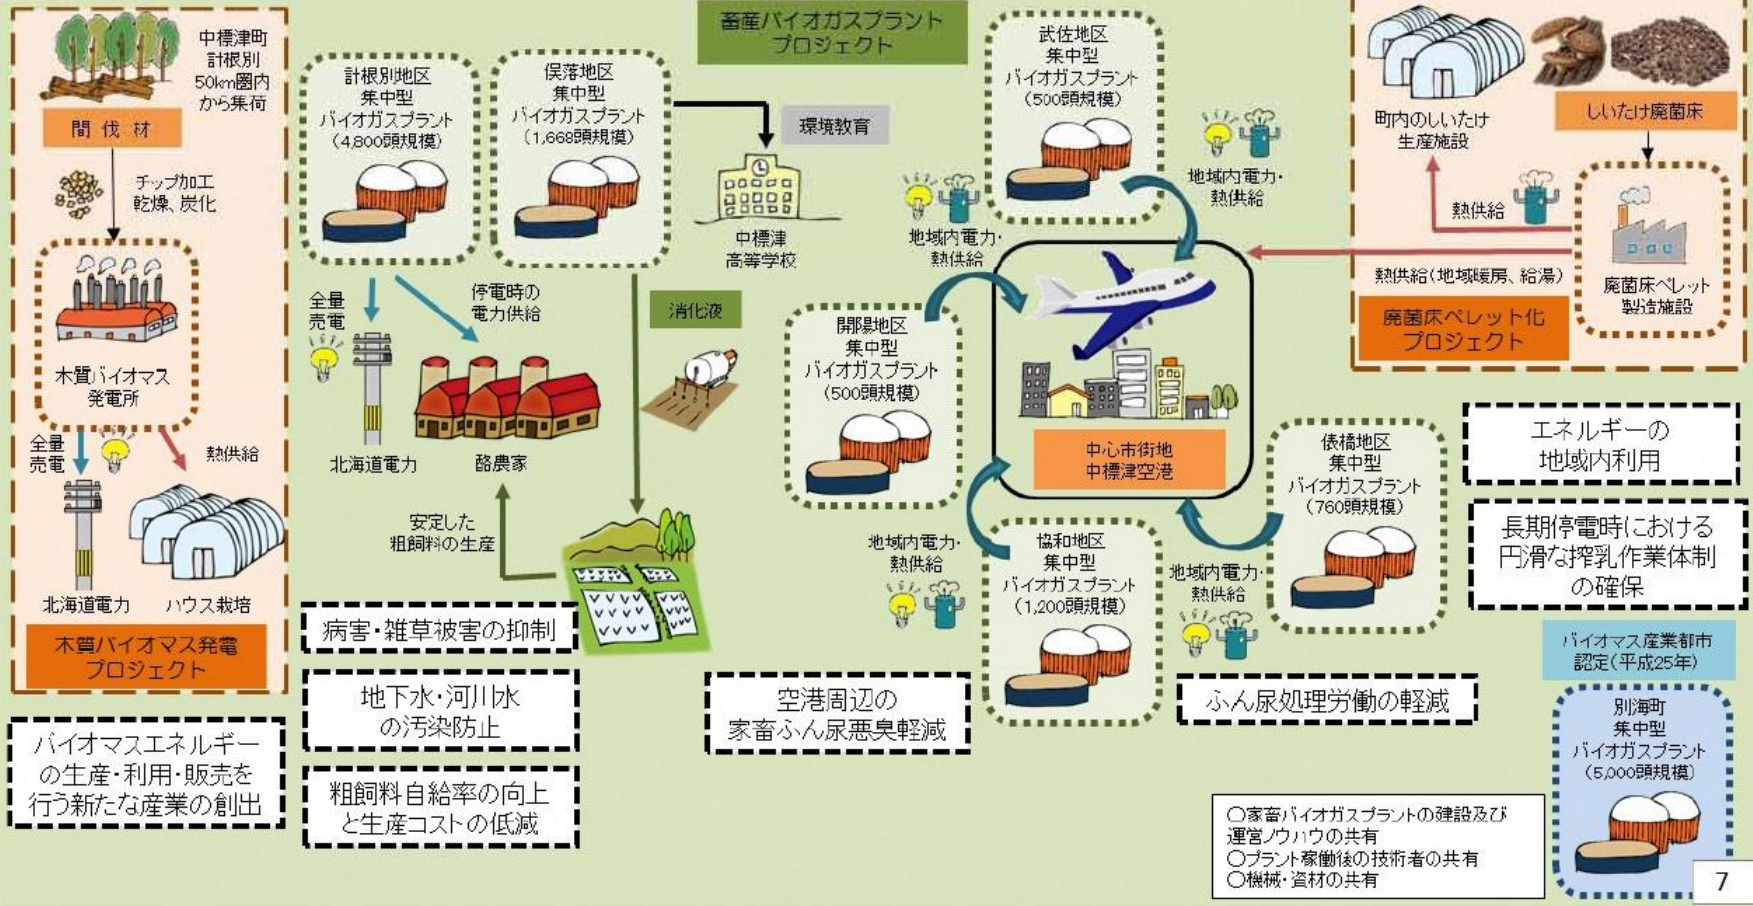 中標津町
計根別
50km圏内
から集荷
間伐材
チップ加工
乾燥、炭化
木質バイオマス
発電所
全量
売電
熱供給
北海道電力
ハウス栽培
木質バイオマス発電
プロジェクト
バイオマスエネルギー
の生産・利用・販売を
行う新たな産業の創出
畜産バイオガスプラント
プロジェクト
計根別地区
集中型
バイオガスプラント
(4,800頭規模)
俣落地区
集中型
バイオガスプラント
(1,668頭規模)
環境教育
中標津
高等学校
全量
売電
停電時の
電力供給
消化液
北海道電力
酪農家
安定した
粗飼料の生産
病害・雑草被害の抑制
地下水・河川水
の汚染防止
粗飼料自給率の向上
と生産コストの低減
武佐地区
集中型
バイオガスプラント
(500頭規模)
地域内電力・
熱供給
地域内電力・
熱供給
開陽地区
集中型
バイオガスプラント
(500頭規模)
中心市街地
中標津空港
地域内電力・
熱供給
協和地区
集中型
バイオガスプラント
(1,200頭規模)
地域内電力・
熱供給
俵橋地区
集中型
バイオガスプラント
(760頭規模)
空港周辺の
家畜ふん尿悪臭軽減
ふん尿処理労働の軽減
町内のしいたけ
生産施設
しいたけ廃菌床
熱供給
熱供給(地域暖房、給湯)
廃菌床ペレット
製造施設
廃菌床ペレット化
プロジェクト
エネルギーの
地域内利用
長期停電時における
円滑な搾乳作業体制
の確保
バイオマス産業都市
認定(平成25年)
別海町
集中型
バイオガスプラント
(5,000頭規模)
○家畜バイオガスプラントの建設及び
運営ノウハウの共有
○プラント稼働後の技術者の共有
○機械・資材の共有
7